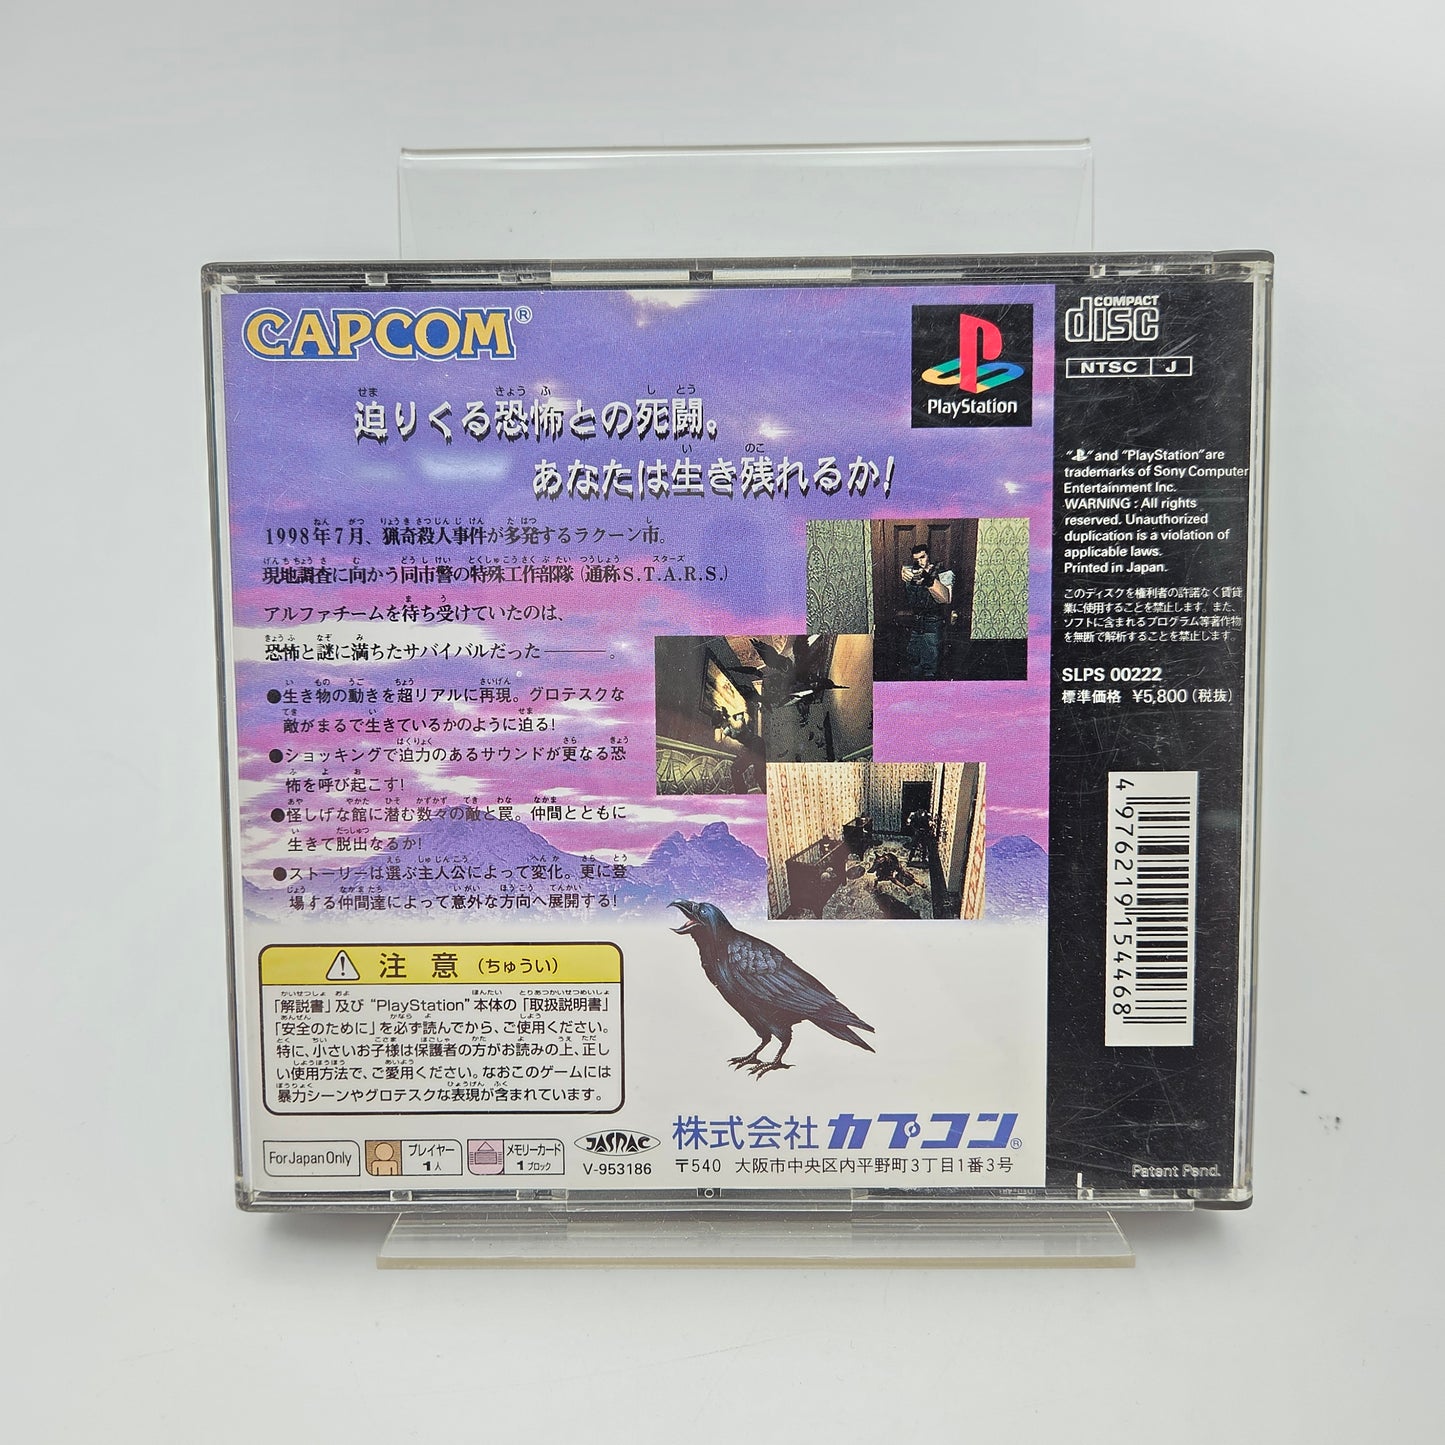 CAPCOM®
迫りくる恐怖との死闘。
あなたは生き残れるか!
1998年7月、猟奇殺人事件が多発するラクーン市。
現地調査に向かう同市警の特殊工作部隊(通称S.T.A.R.S.)
アルファチームを待ち受けていたのは、
恐怖と謎に満ちたサバイバルだった―――。
●生き物の動きを超リアルに再現。グロテスクな
敵がまるで生きているかのように迫る!
●ショッキングで迫力のあるサウンドが更なる恐
怖を呼び起こす!
●怪しげな館に潜む数々の敵と罠。仲間とともに
生きて脱出なるか!
●ストーリーは選ぶ主人公によって変化。更に登
場する仲間達によって意外な方向へ展開する!
注意(ちゅうい)
「解説書」及び“PlayStation”本体の「取扱説明書」
「安全のために」を必ず読んでから、ご使用ください。
特に、小さいお子様は保護者の方がお読みの上、正し
い使用方法で、ご愛用ください。なおこのゲームには
暴力シーンやグロテスクな表現が含まれています。
For Japan Only
プレイヤー
1人
メモリーカード
1ブロック
JASRAC
V-953186
株式会社カプコン®
〒540 大阪市中央区内平野町3丁目1番3号
PlayStation
COMPACT
disc
NTSC J
“ ” and “PlayStation” are
trademarks of Sony Computer
Entertainment Inc.
WARNING : All rights
reserved. Unauthorized
duplication is a violation of
applicable laws.
Printed in Japan.
このディスクを権利者の許諾なく賃貸
業に使用することを禁止します。また、
ソフトに含まれるプログラム等著作物
を無断で解析することを禁止します。
SLPS 00222
標準価格 ¥5,800(税抜)
4976219154468
Patent Pend.